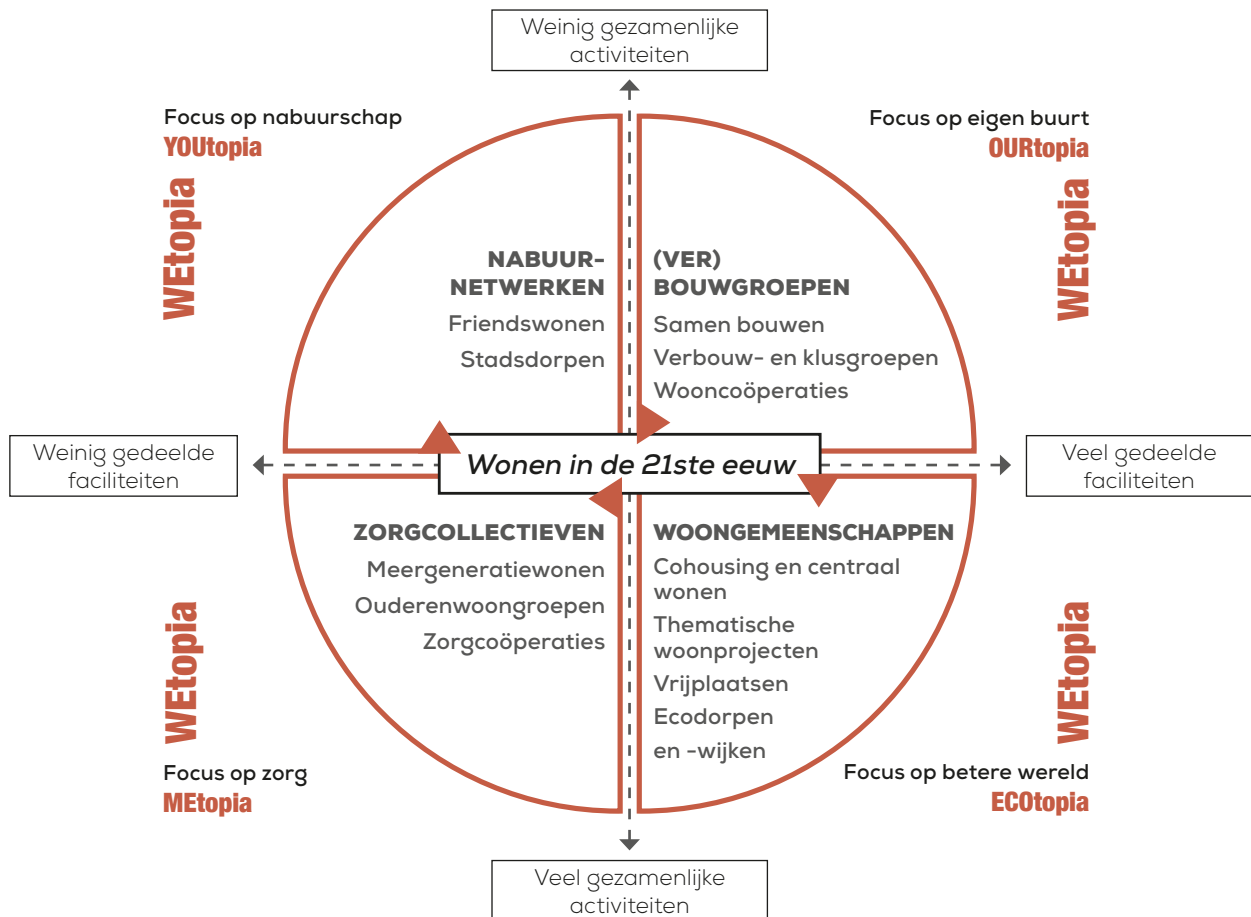 Weinig gezamenlijke
activiteiten
Focus op nabuurschap
YOUtopia
WEtopia
Focus op eigen buurt
OURtopia
WEtopia
NABUUR-
NETWERKEN
Friendswonen
Stadsdorpen
(VER)
BOUWGROEPEN
Samen bouwen
Verbouw- en klusgroepen
Wooncoöperaties
Weinig gedeelde
faciliteiten
Wonen in de 21ste eeuw
Veel gedeelde
faciliteiten
ZORGCOLLECTIEVEN
Meergeneratiewonen
Ouderenwoongroepen
Zorgcoöperaties
WOONGEMEENSCHAPPEN
Cohousing en centraal
wonen
Thematische
woonprojecten
Vrijplaatsen
Ecodorpen
en -wijken
WEtopia
Focus op zorg
MEtopia
WEtopia
Focus op betere wereld
ECOtopia
Veel gezamenlijke
activiteiten